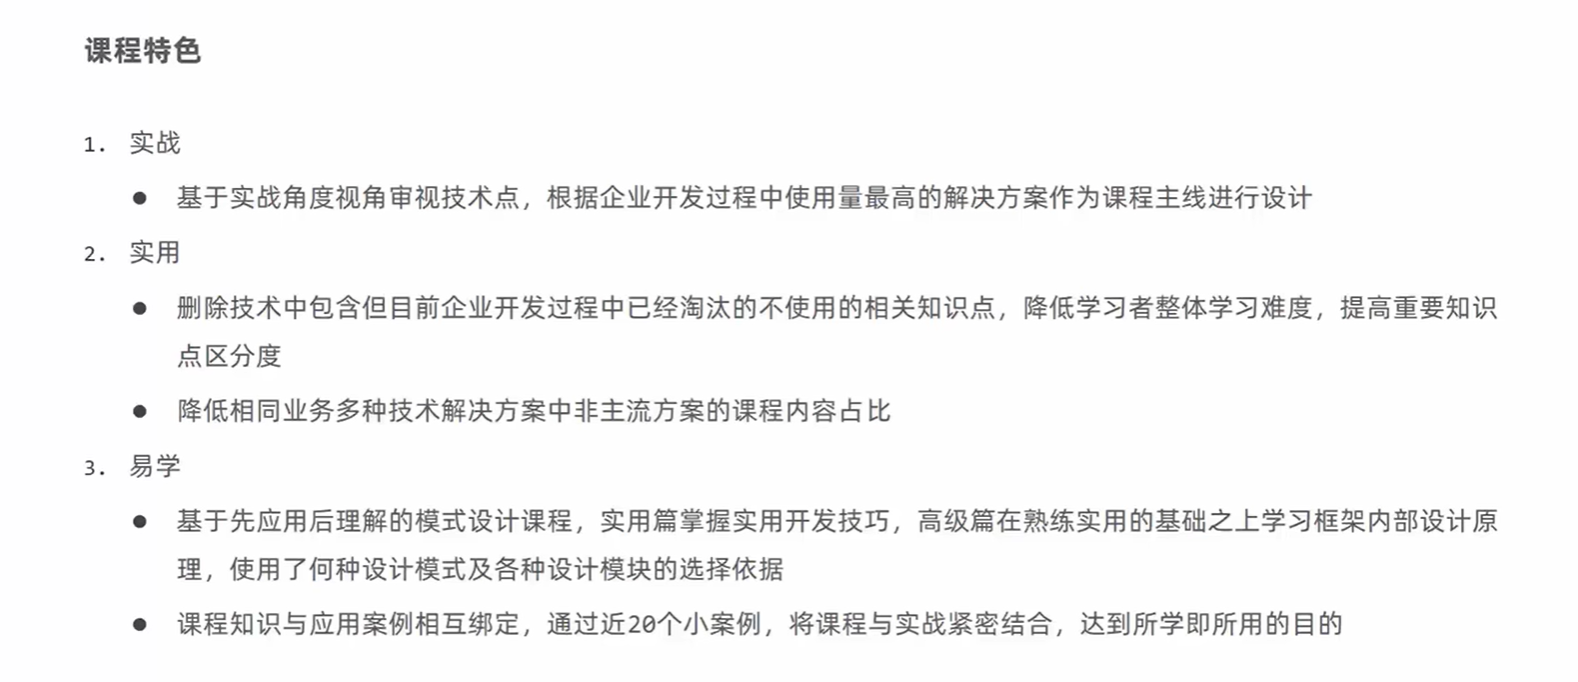 课程特色
1. 实战
● 基于实战角度视角审视技术点，根据企业开发过程中使用量最高的解决方案作为课程主线进行设计
2. 实用
● 删除技术中包含但目前企业开发过程中已经淘汰的不使用的相关知识点，降低学习者整体学习难度，提高重要知识
点区分度
● 降低相同业务多种技术解决方案中非主流方案的课程内容占比
3. 易学
● 基于先应用后理解的模式设计课程，实用篇掌握实用开发技巧，高级篇在熟练实用的基础之上学习框架内部设计原
理，使用了何种设计模式及各种设计模块的选择依据
● 课程知识与应用案例相互绑定，通过近20个小案例，将课程与实战紧密结合，达到所学即所用的目的